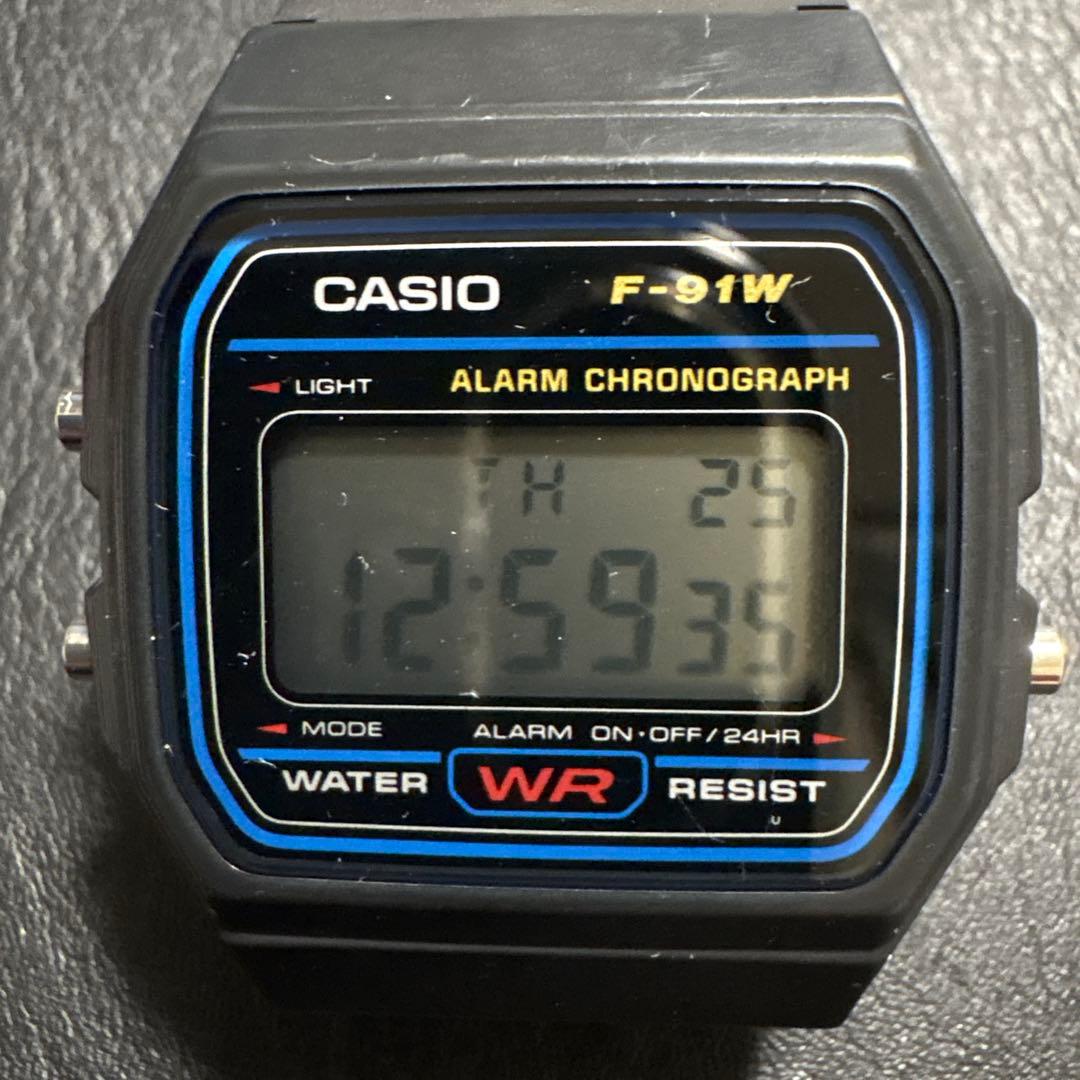 CASIO F-91W
LIGHT ALARM CHRONOGRAPH
TH 25
12:59 35
MODE ALARM ON·OFF/24HR
WATER WR RESIST
U